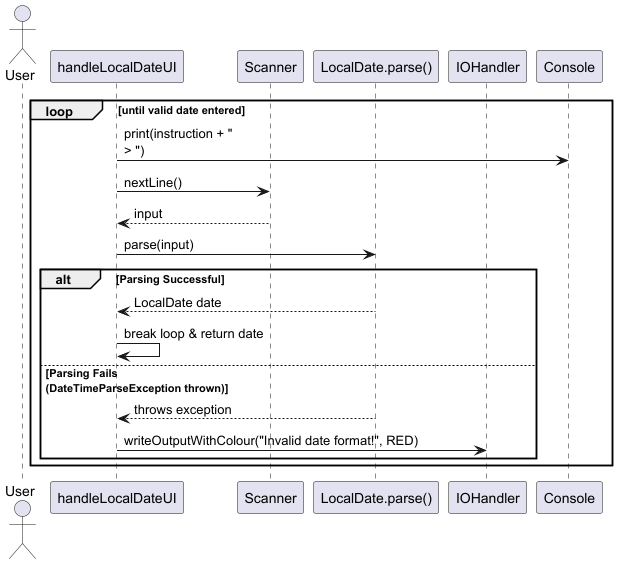 User
handleLocalDateUI
Scanner
LocalDate.parse()
IOHandler
Console
loop
[until valid date entered]
print(instruction + "
> ")
nextLine()
input
parse(input)
alt
[Parsing Successful]
LocalDate date
break loop & return date
[Parsing Fails
(DateTimeParseException thrown)]
throws exception
writeOutputWithColour("Invalid date format!", RED)
User
handleLocalDateUI
Scanner
LocalDate.parse()
IOHandler
Console